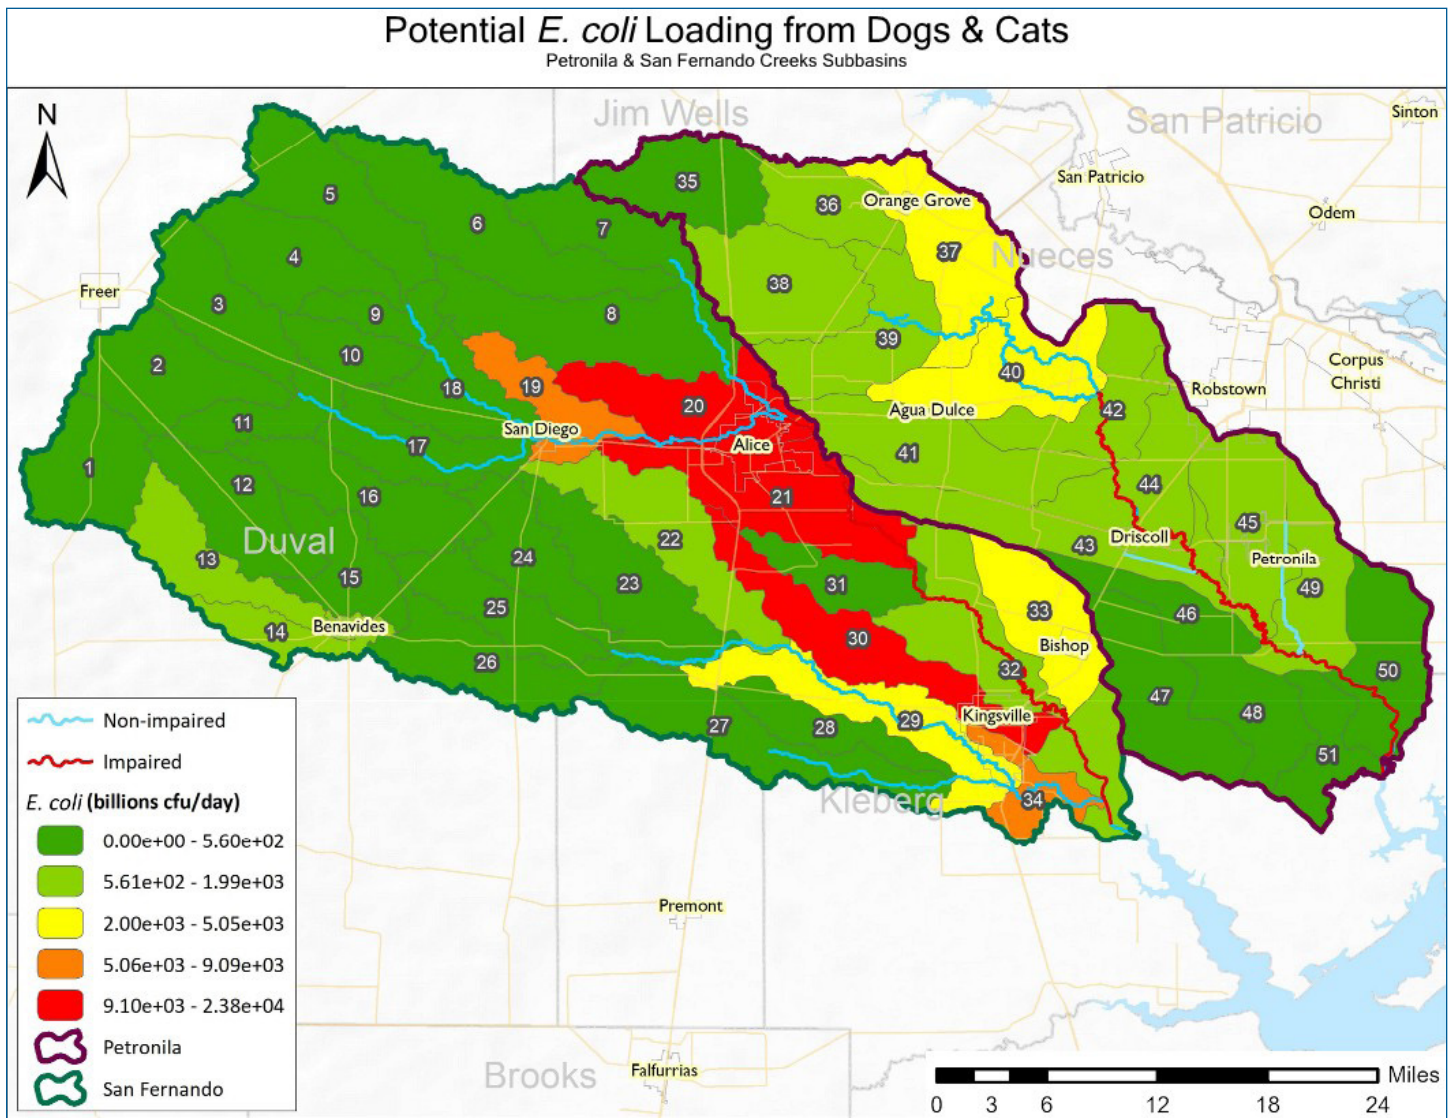 Potential E. coli Loading from Dogs & Cats
Petronila & San Fernando Creeks Subbasins
N
Jim Wells
San Patricio
Sinton
San Patricio
Odem
Orange Grove
Nueces
Freer
Corpus
Christi
Robstown
Agua Dulce
San Diego
Alice
Duval
Driscoll
Petronila
Benavides
Bishop
Kingsville
Kleberg
Premont
Brooks
Falfurrias
1
2
3
4
5
6
7
8
9
10
11
12
13
14
15
16
17
18
19
20
21
22
23
24
25
26
27
28
29
30
31
32
33
34
35
36
37
38
39
40
41
42
43
44
45
46
47
48
49
50
51
Non-impaired
Impaired
E. coli (billions cfu/day)
0.00e+00 - 5.60e+02
5.61e+02 - 1.99e+03
2.00e+03 - 5.05e+03
5.06e+03 - 9.09e+03
9.10e+03 - 2.38e+04
Petronila
San Fernando
Miles
0 3 6 12 18 24